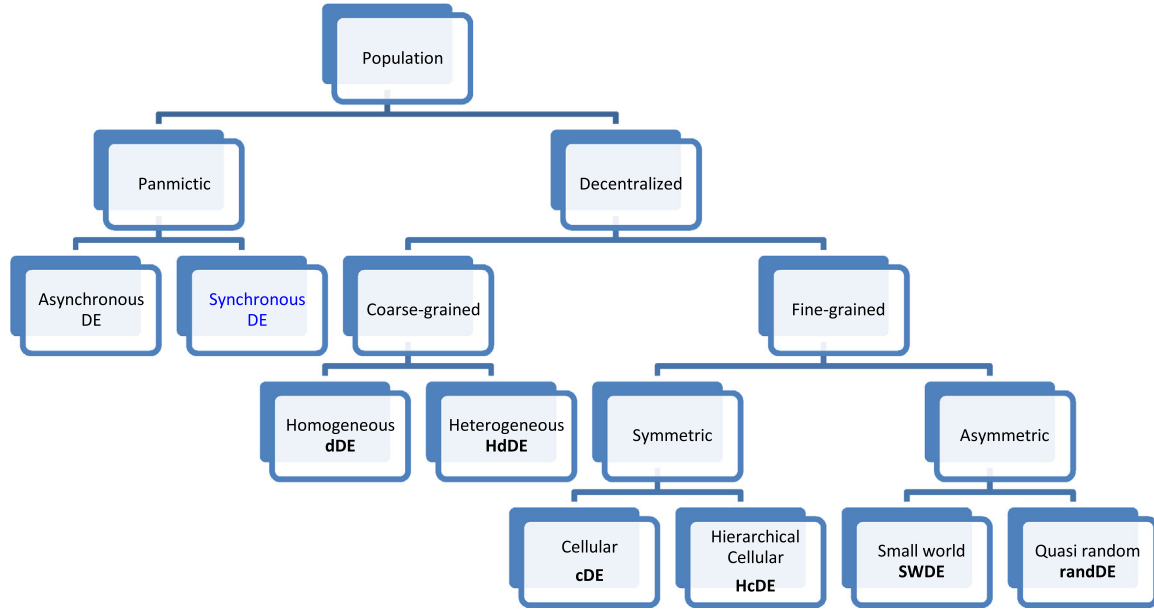 Population
Panmictic
Decentralized
Asynchronous
DE
Synchronous
DE
Coarse-grained
Fine-grained
Homogeneous
dDE
Heterogeneous
HdDE
Symmetric
Asymmetric
Cellular
cDE
Hierarchical
Cellular
HcDE
Small world
SWDE
Quasi random
randDE